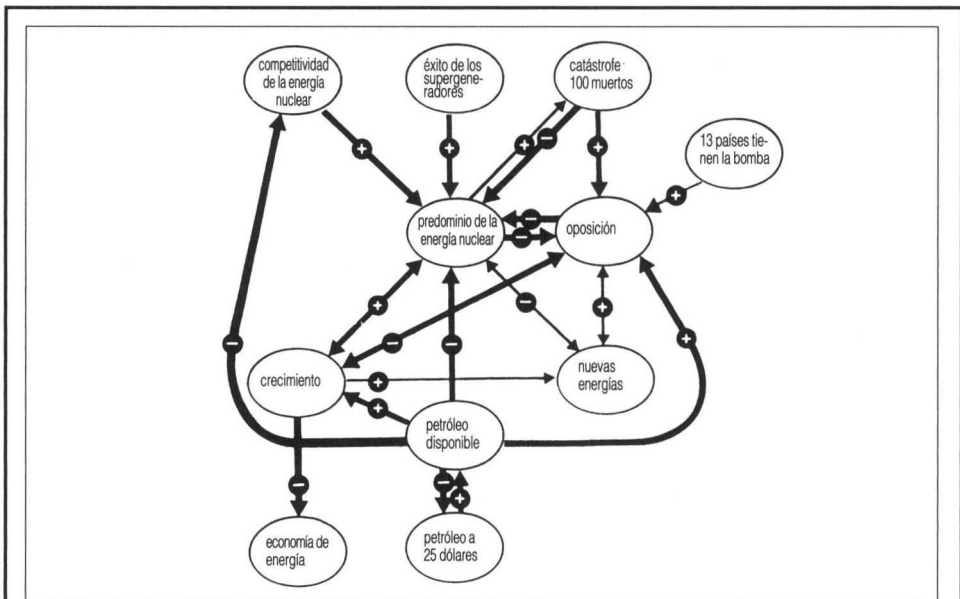 competitividad
de la energía
nuclear
éxito de los
supergene-
radores
catástrofe -
100 muertos
13 países tie-
nen la bomba
+
+
+
−
+
+
predominio de la
energía nuclear
−
−
oposición
+
−
−
+
−
−
+
crecimiento
+
nuevas
energías
+
petróleo
disponible
−
−
+
economía de
energía
petróleo a
25 dólares